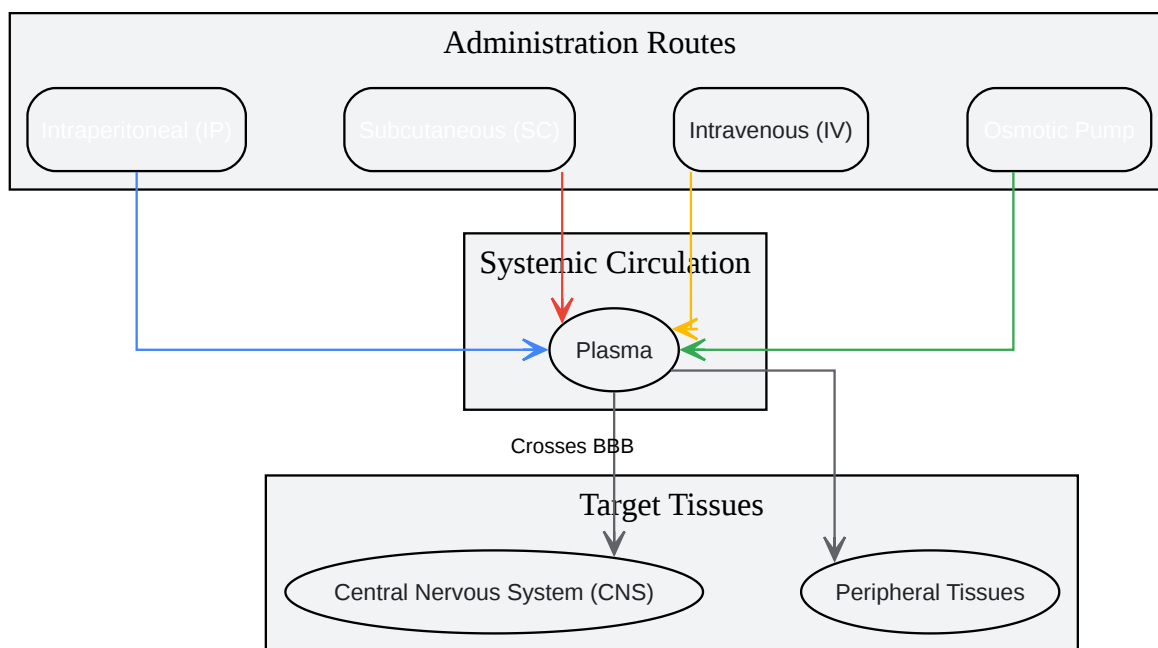 Administration Routes
Intraperitoneal (IP)
Subcutaneous (SC)
Intravenous (IV)
Osmotic Pump
Systemic Circulation
Plasma
Crosses BBB
Target Tissues
Central Nervous System (CNS)
Peripheral Tissues